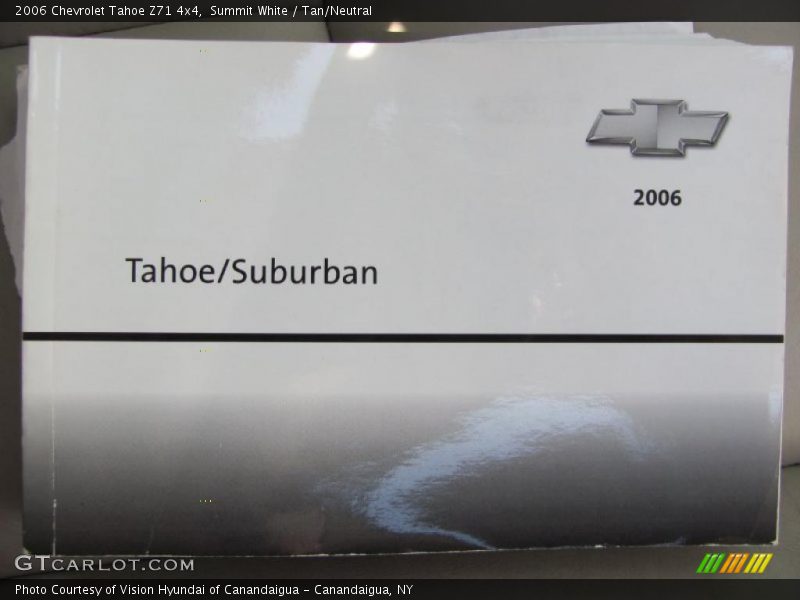 2006 Chevrolet Tahoe Z71 4x4, Summit White / Tan/Neutral
2006
Tahoe/Suburban
GTCARLOT.COM
Photo Courtesy of Vision Hyundai of Canandaigua – Canandaigua, NY